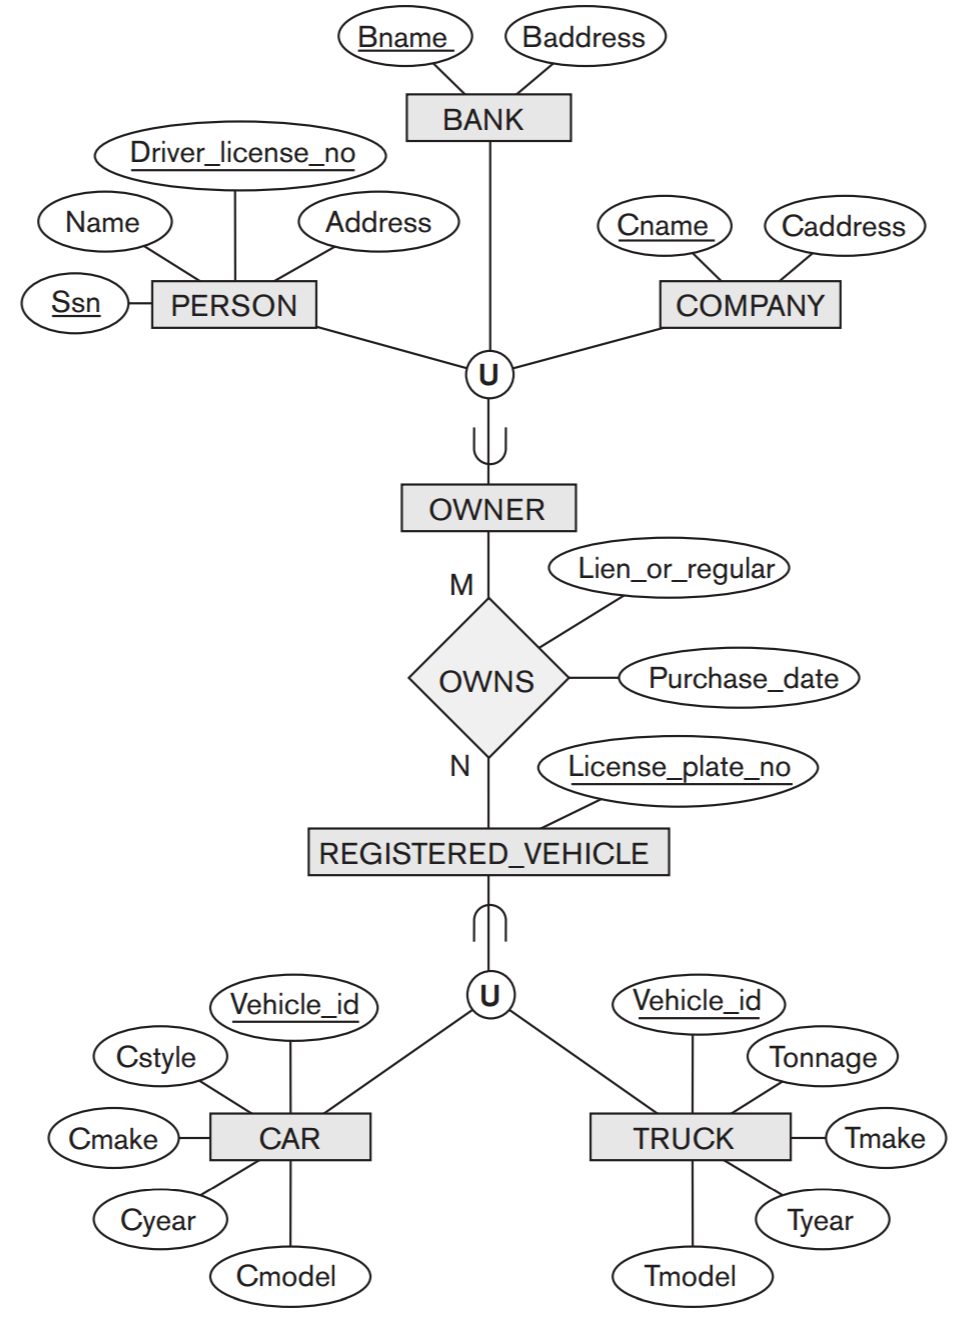 Bname
Baddress
BANK
Driver_license_no
Name
Address
Cname
Caddress
Ssn
PERSON
COMPANY
U
OWNER
M
Lien_or_regular
OWNS
Purchase_date
N
License_plate_no
REGISTERED_VEHICLE
U
Vehicle_id
Vehicle_id
Cstyle
Tonnage
Cmake
CAR
TRUCK
Tmake
Cyear
Tyear
Cmodel
Tmodel